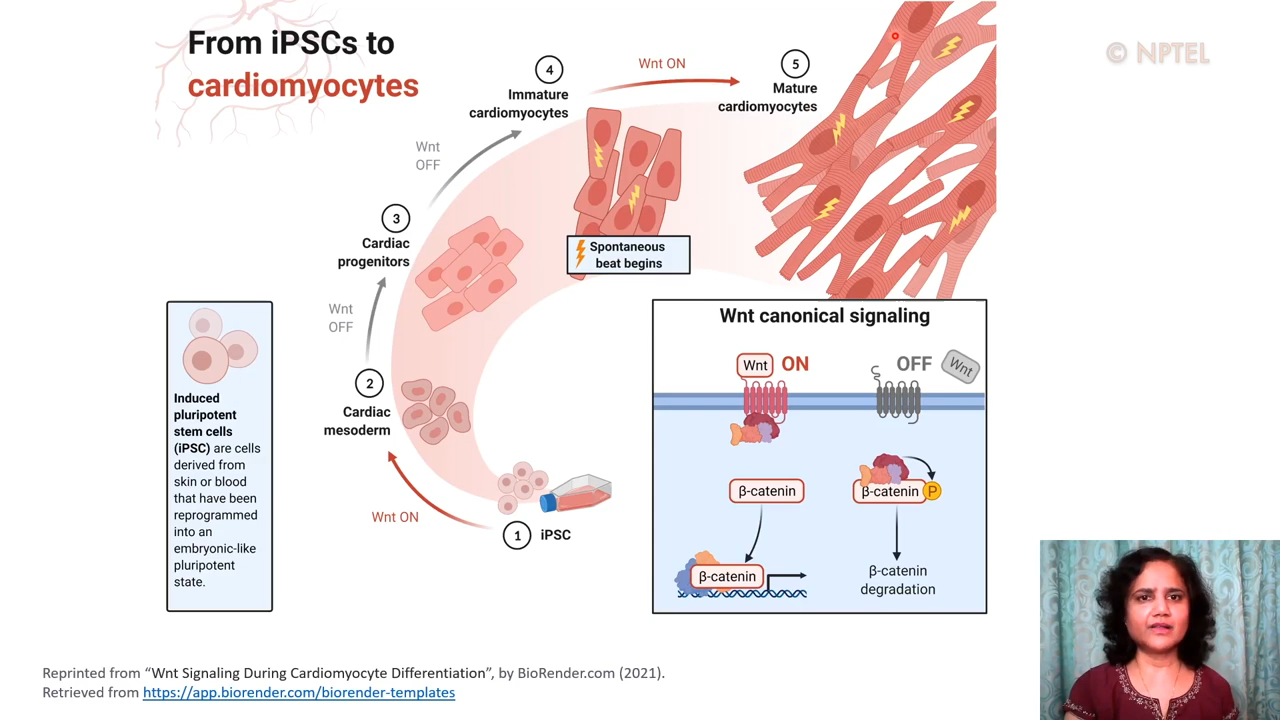 From iPSCs to
cardiomyocytes
© NPTEL
4
Immature
cardiomyocytes
Wnt ON
5
Mature
cardiomyocytes
Wnt
OFF
3
Cardiac
progenitors
Spontaneous
beat begins
Wnt
OFF
2
Cardiac
mesoderm
Wnt ON
1
iPSC
Induced
pluripotent
stem cells
(iPSC) are cells
derived from
skin or blood
that have been
reprogrammed
into an
embryonic-like
pluripotent
state.
Wnt canonical signaling
Wnt ON
OFF Wnt
β-catenin
β-catenin P
β-catenin
β-catenin
degradation
Reprinted from “Wnt Signaling During Cardiomyocyte Differentiation”, by BioRender.com (2021).
Retrieved from https://app.biorender.com/biorender-templates